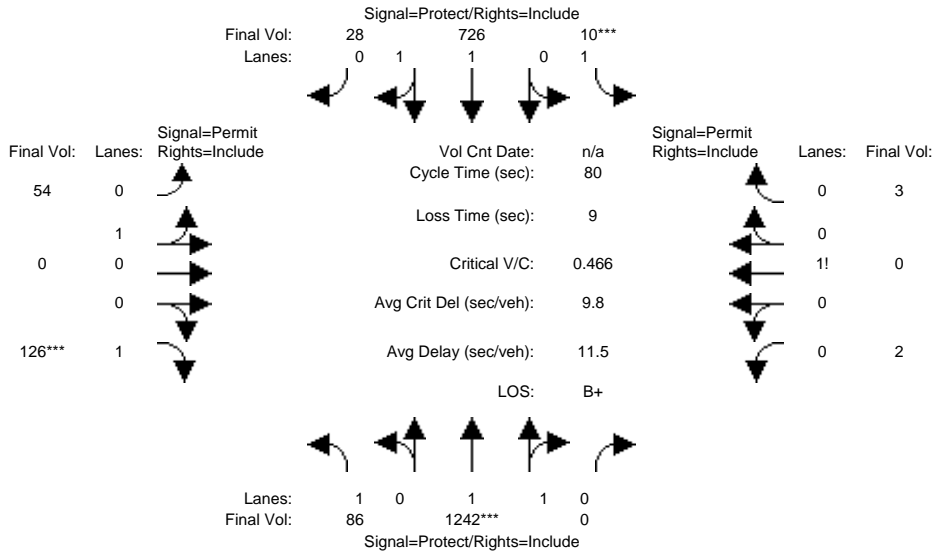 Signal=Protect/Rights=Include
Final Vol: 28 726 10***
Lanes: 0 1 1 0 1
Signal=Permit
Final Vol: Lanes: Rights=Include
Vol Cnt Date: n/a
Signal=Permit
Rights=Include Lanes: Final Vol:
Cycle Time (sec): 80
54 0
0 3
Loss Time (sec): 9
1
0
0 0
Critical V/C: 0.466
1! 0
0
Avg Crit Del (sec/veh): 9.8
0
126*** 1
Avg Delay (sec/veh): 11.5
0 2
LOS: B+
Lanes: 1 0 1 1 0
Final Vol: 86 1242*** 0
Signal=Protect/Rights=Include